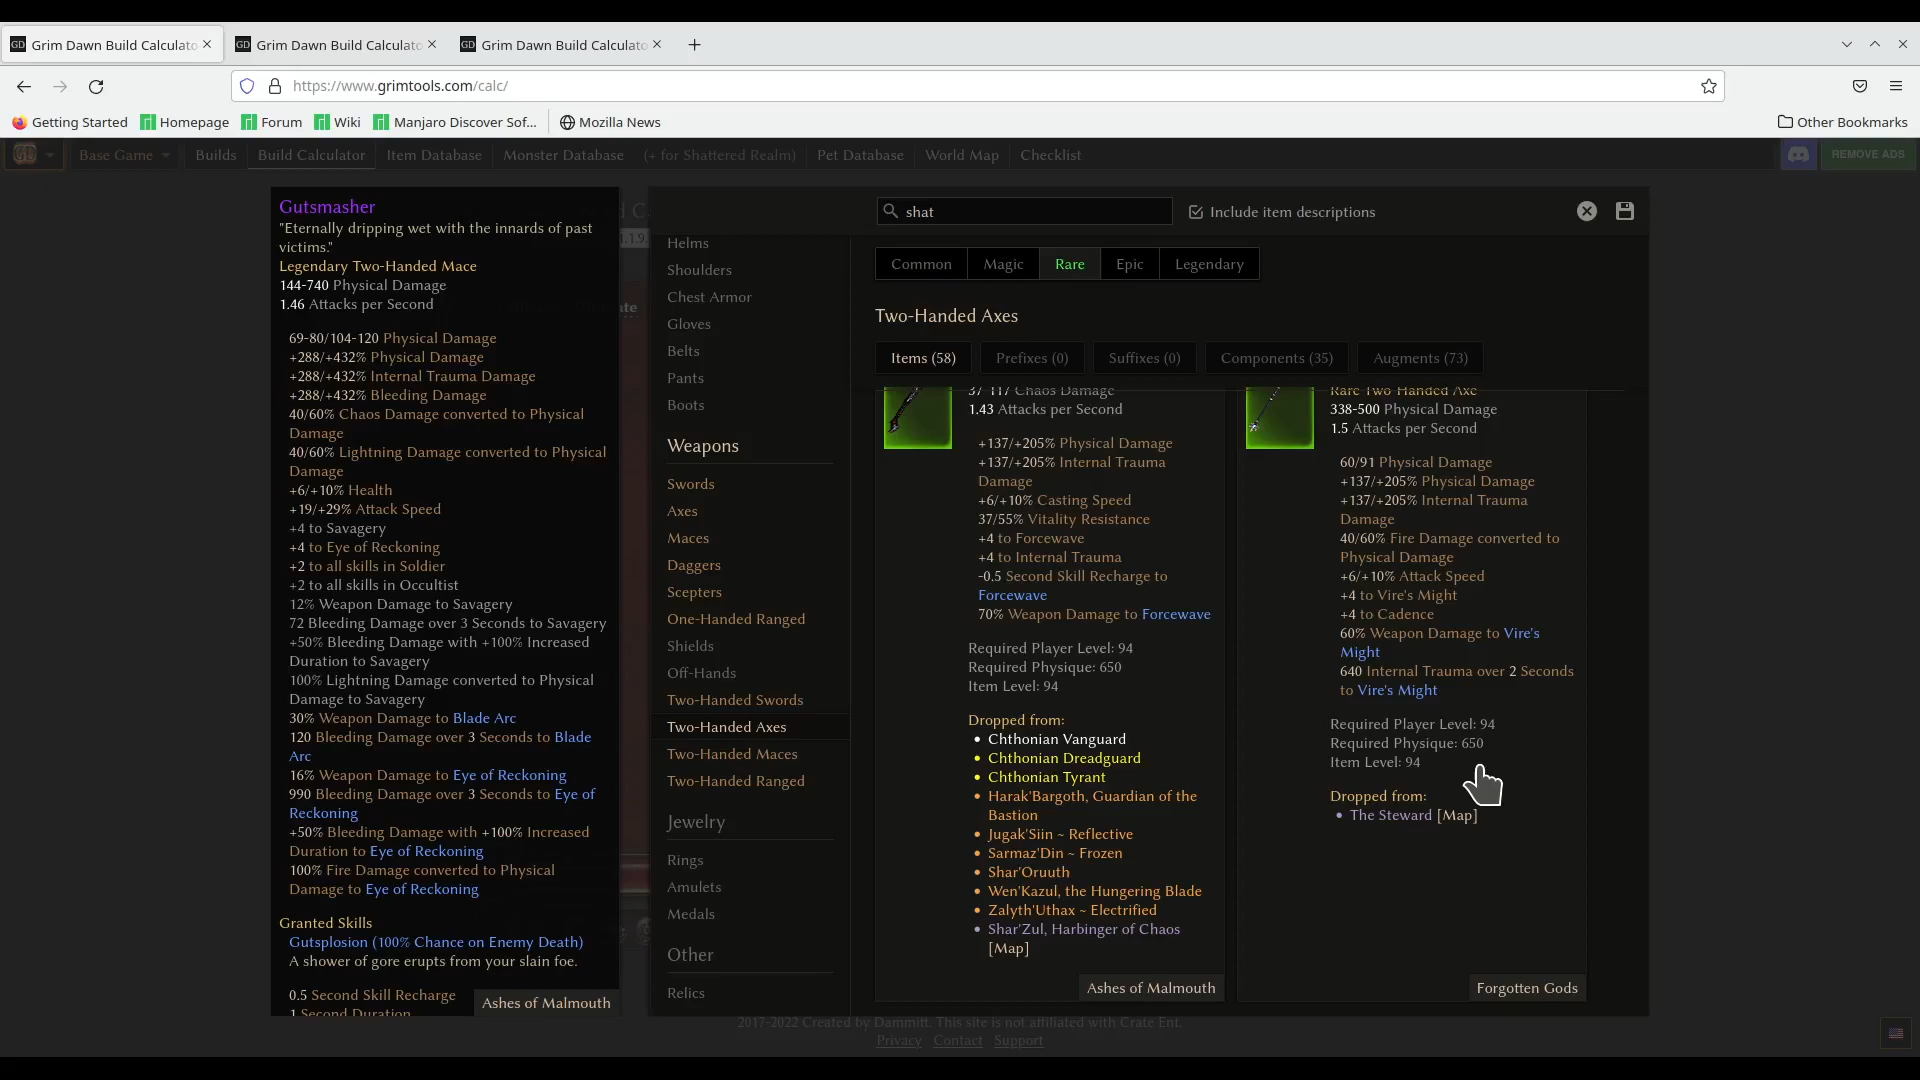 Grim Dawn Build Calculato
Grim Dawn Build Calculato
Grim Dawn Build Calculato
https://www.grimtools.com/calc/
Getting Started
Homepage
Forum
Wiki
Manjaro Discover Sof...
Mozilla News
Other Bookmarks
GD
Base Game
Builds
Build Calculator
Item Database
Monster Database
(+ for Shattered Realm)
Pet Database
World Map
Checklist
REMOVE ADS
Gutsmasher
"Eternally dripping wet with the innards of past
victims."
Legendary Two-Handed Mace
144-740 Physical Damage
1.46 Attacks per Second
69-80/104-120 Physical Damage
+288/+432% Physical Damage
+288/+432% Internal Trauma Damage
+288/+432% Bleeding Damage
40/60% Chaos Damage converted to Physical
Damage
40/60% Lightning Damage converted to Physical
Damage
+6/+10% Health
+19/+29% Attack Speed
+4 to Savagery
+4 to Eye of Reckoning
+2 to all skills in Soldier
+2 to all skills in Occultist
12% Weapon Damage to Savagery
72 Bleeding Damage over 3 Seconds to Savagery
+50% Bleeding Damage with +100% Increased
Duration to Savagery
100% Lightning Damage converted to Physical
Damage to Savagery
30% Weapon Damage to Blade Arc
120 Bleeding Damage over 3 Seconds to Blade
Arc
16% Weapon Damage to Eye of Reckoning
990 Bleeding Damage over 3 Seconds to Eye of
Reckoning
+50% Bleeding Damage with +100% Increased
Duration to Eye of Reckoning
100% Fire Damage converted to Physical
Damage to Eye of Reckoning
Granted Skills
Gutsplosion (100% Chance on Enemy Death)
A shower of gore erupts from your slain foe.
0.5 Second Skill Recharge
1 Second Duration
Ashes of Malmouth
shat
Include item descriptions
Helms
Shoulders
Chest Armor
Gloves
Belts
Pants
Boots
Weapons
Swords
Axes
Maces
Daggers
Scepters
One-Handed Ranged
Shields
Off-Hands
Two-Handed Swords
Two-Handed Axes
Two-Handed Maces
Two-Handed Ranged
Jewelry
Rings
Amulets
Medals
Other
Relics
Common
Magic
Rare
Epic
Legendary
Two-Handed Axes
Items (58)
Prefixes (0)
Suffixes (0)
Components (35)
Augments (73)
Chaos Damage
1.43 Attacks per Second
+137/+205% Physical Damage
+137/+205% Internal Trauma
Damage
+6/+10% Casting Speed
37/55% Vitality Resistance
+4 to Forcewave
+4 to Internal Trauma
-0.5 Second Skill Recharge to
Forcewave
70% Weapon Damage to Forcewave
Required Player Level: 94
Required Physique: 650
Item Level: 94
Dropped from:
• Chthonian Vanguard
• Chthonian Dreadguard
• Chthonian Tyrant
• Harak'Bargoth, Guardian of the
Bastion
• Jugak'Siin ~ Reflective
• Sarmaz'Din ~ Frozen
• Shar'Oruuth
• Wen'Kazul, the Hungering Blade
• Zalyth'Uthax ~ Electrified
• Shar'Zul, Harbinger of Chaos
[Map]
Ashes of Malmouth
Rare Two-Handed Axe
338-500 Physical Damage
1.5 Attacks per Second
60/91 Physical Damage
+137/+205% Physical Damage
+137/+205% Internal Trauma
Damage
40/60% Fire Damage converted to
Physical Damage
+6/+10% Attack Speed
+4 to Vire's Might
+4 to Cadence
60% Weapon Damage to Vire's
Might
640 Internal Trauma over 2 Seconds
to Vire's Might
Required Player Level: 94
Required Physique: 650
Item Level: 94
Dropped from:
• The Steward [Map]
Forgotten Gods
2017-2022 Created by Dammitt. This site is not affiliated with Crate Ent.
Privacy
Contact
Support